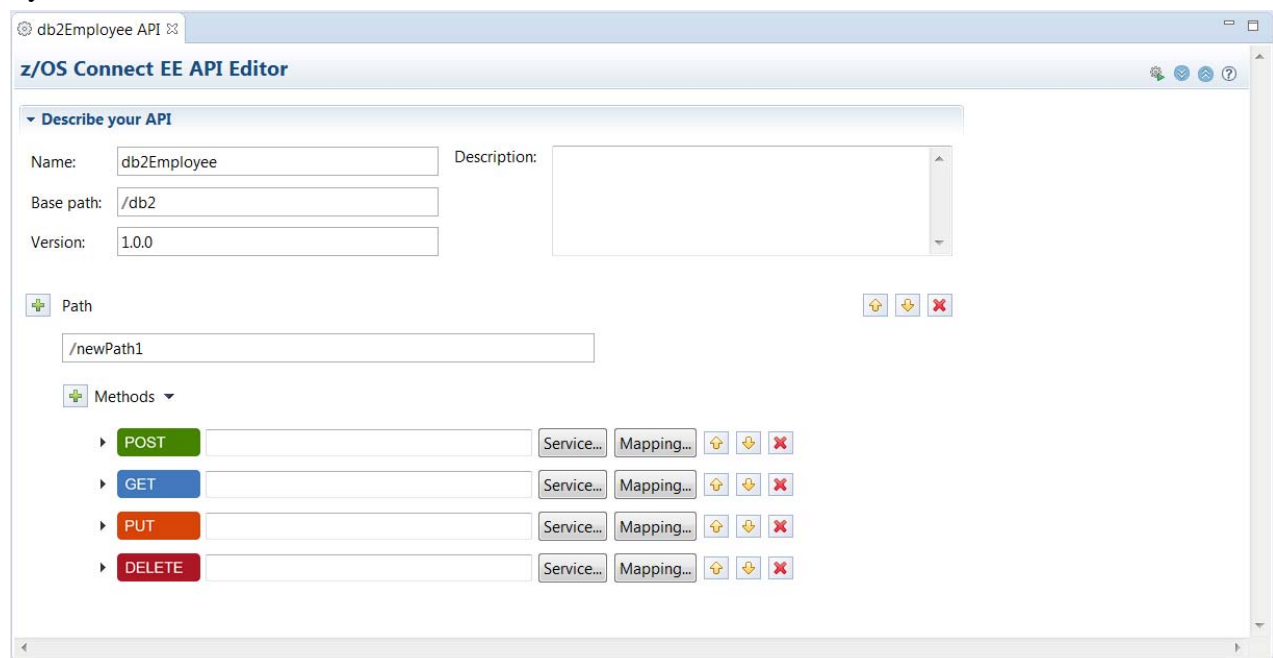 db2Employee API
z/OS Connect EE API Editor
Describe your API
Name: db2Employee Description:
Base path: /db2
Version: 1.0.0
Path
/newPath1
Methods
POST Service... Mapping...
GET Service... Mapping...
PUT Service... Mapping...
DELETE Service... Mapping...